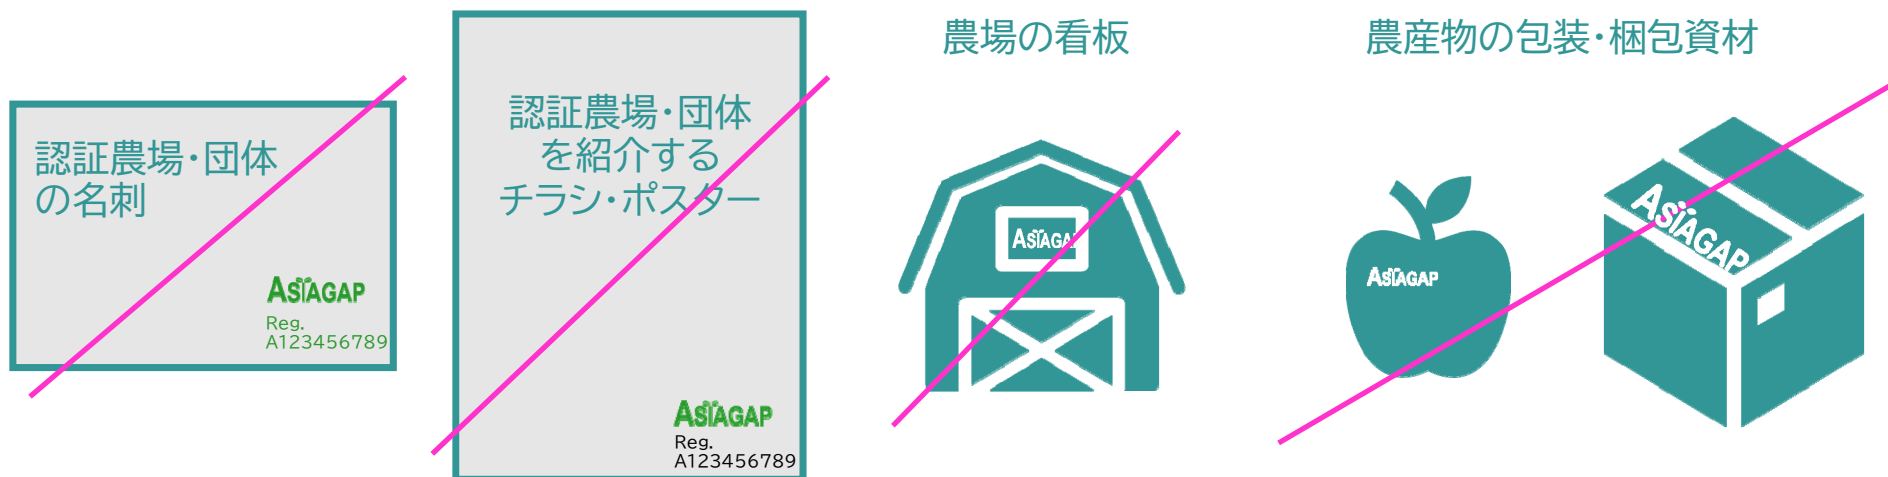 認証農場・団体
の名刺
ASIAGAP
Reg.
A123456789
認証農場・団体
を紹介する
チラシ・ポスター
ASIAGAP
Reg.
A123456789
農場の看板
ASIAGAP
農産物の包装・梱包資材
ASIAGAP
ASIAGAP